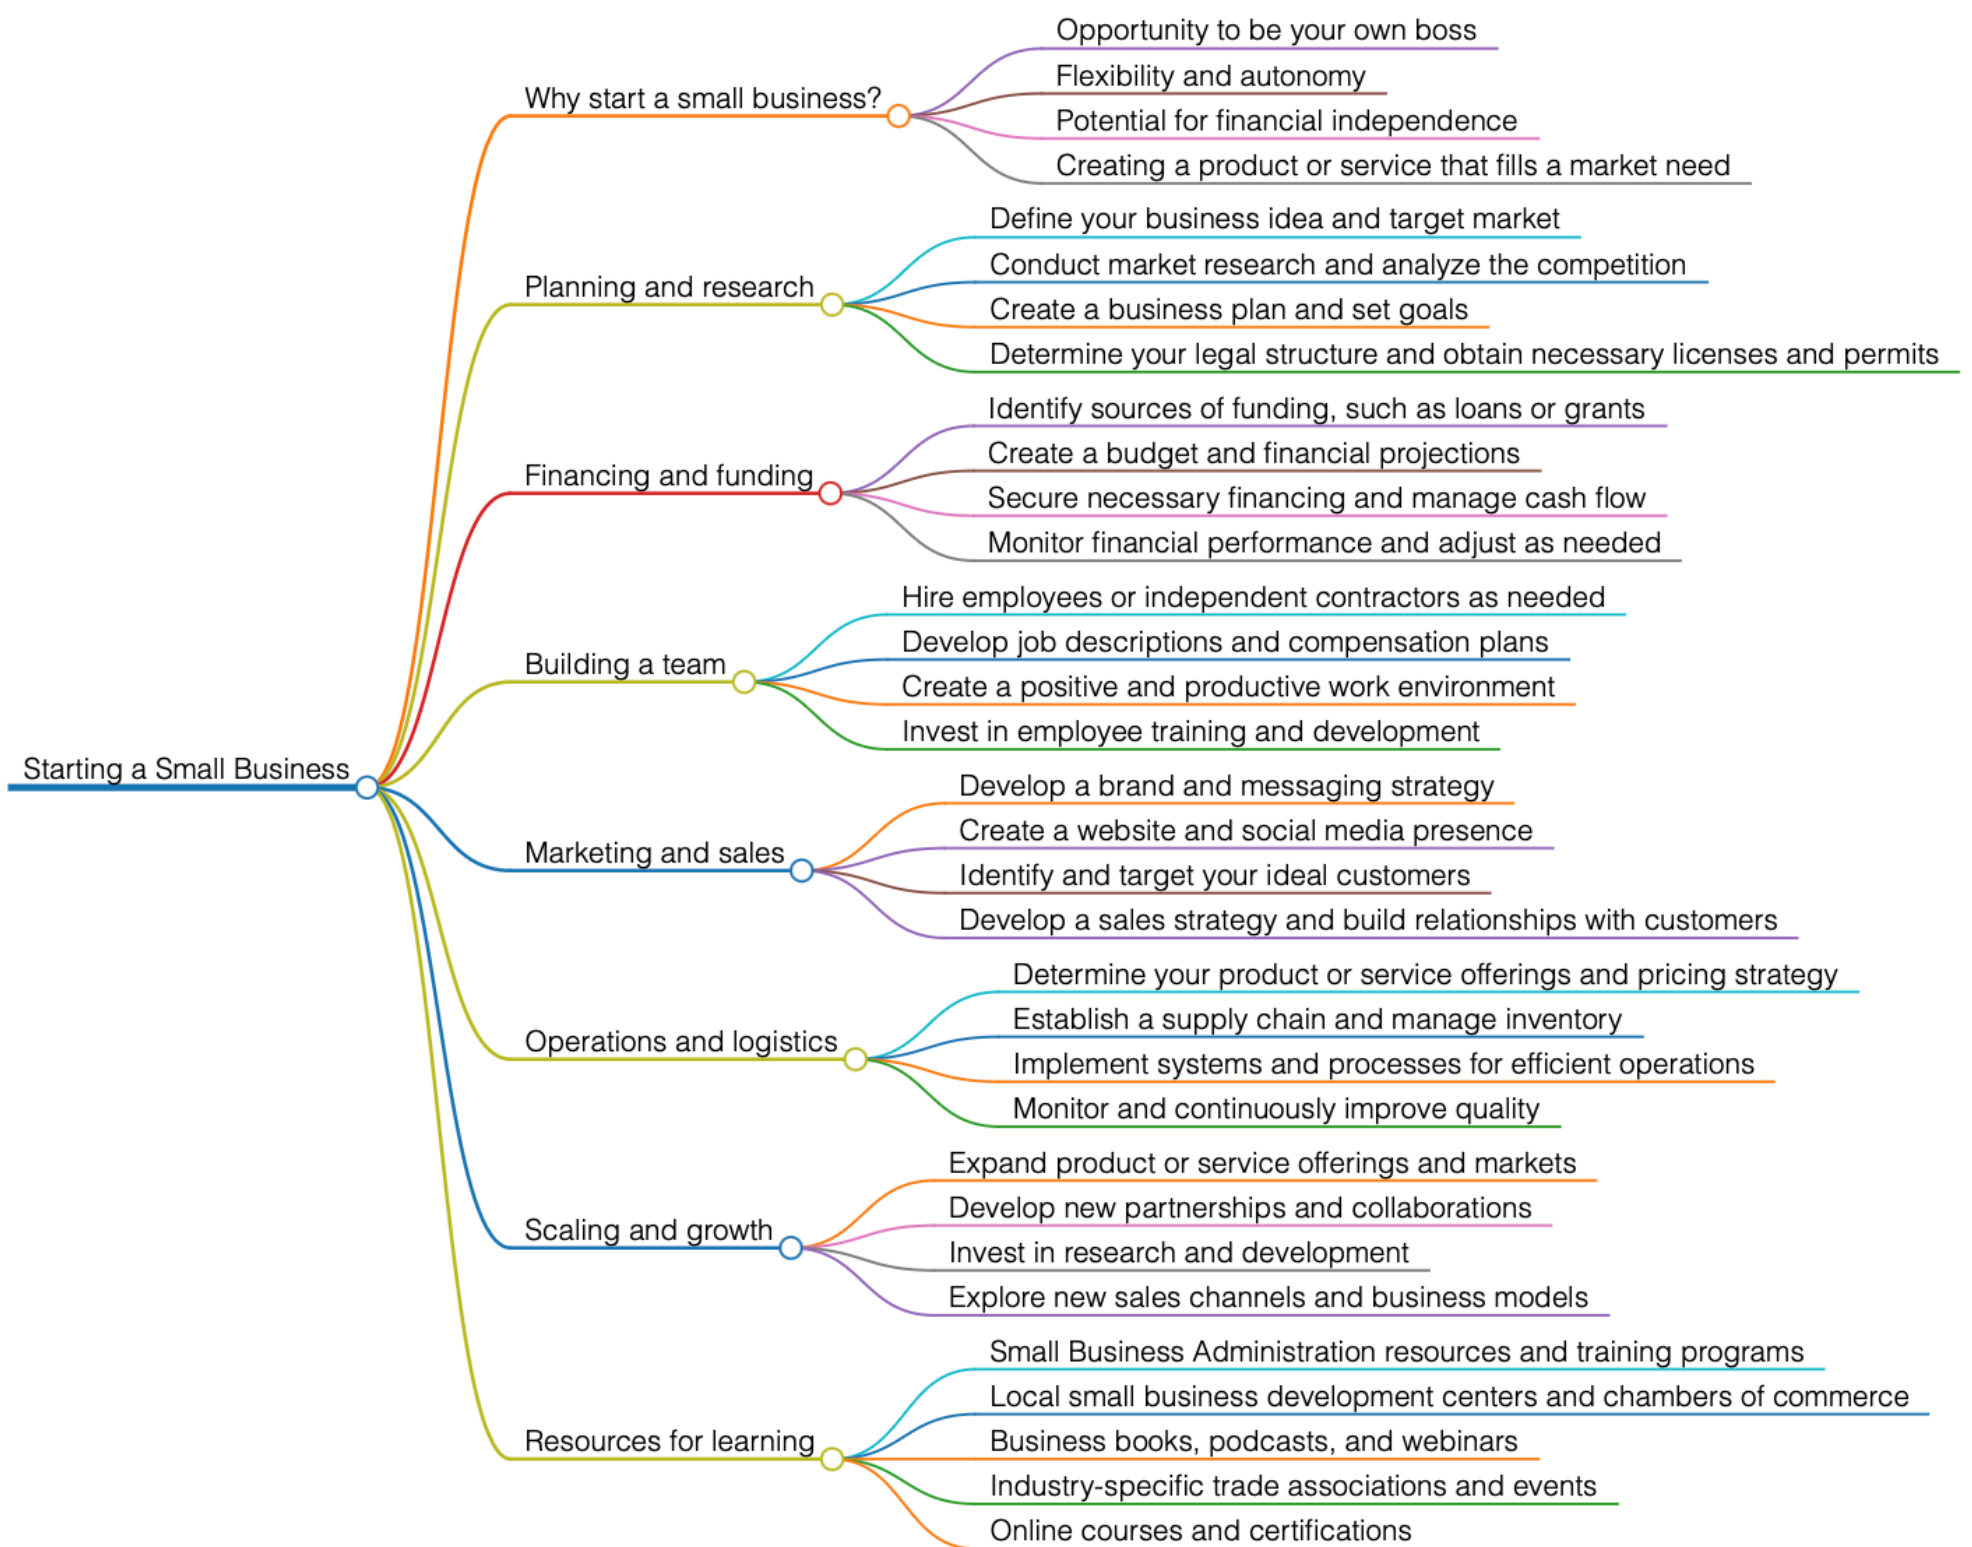 Starting a Small Business
Why start a small business?
Opportunity to be your own boss
Flexibility and autonomy
Potential for financial independence
Creating a product or service that fills a market need
Planning and research
Define your business idea and target market
Conduct market research and analyze the competition
Create a business plan and set goals
Determine your legal structure and obtain necessary licenses and permits
Financing and funding
Identify sources of funding, such as loans or grants
Create a budget and financial projections
Secure necessary financing and manage cash flow
Monitor financial performance and adjust as needed
Building a team
Hire employees or independent contractors as needed
Develop job descriptions and compensation plans
Create a positive and productive work environment
Invest in employee training and development
Marketing and sales
Develop a brand and messaging strategy
Create a website and social media presence
Identify and target your ideal customers
Develop a sales strategy and build relationships with customers
Operations and logistics
Determine your product or service offerings and pricing strategy
Establish a supply chain and manage inventory
Implement systems and processes for efficient operations
Monitor and continuously improve quality
Scaling and growth
Expand product or service offerings and markets
Develop new partnerships and collaborations
Invest in research and development
Explore new sales channels and business models
Resources for learning
Small Business Administration resources and training programs
Local small business development centers and chambers of commerce
Business books, podcasts, and webinars
Industry-specific trade associations and events
Online courses and certifications